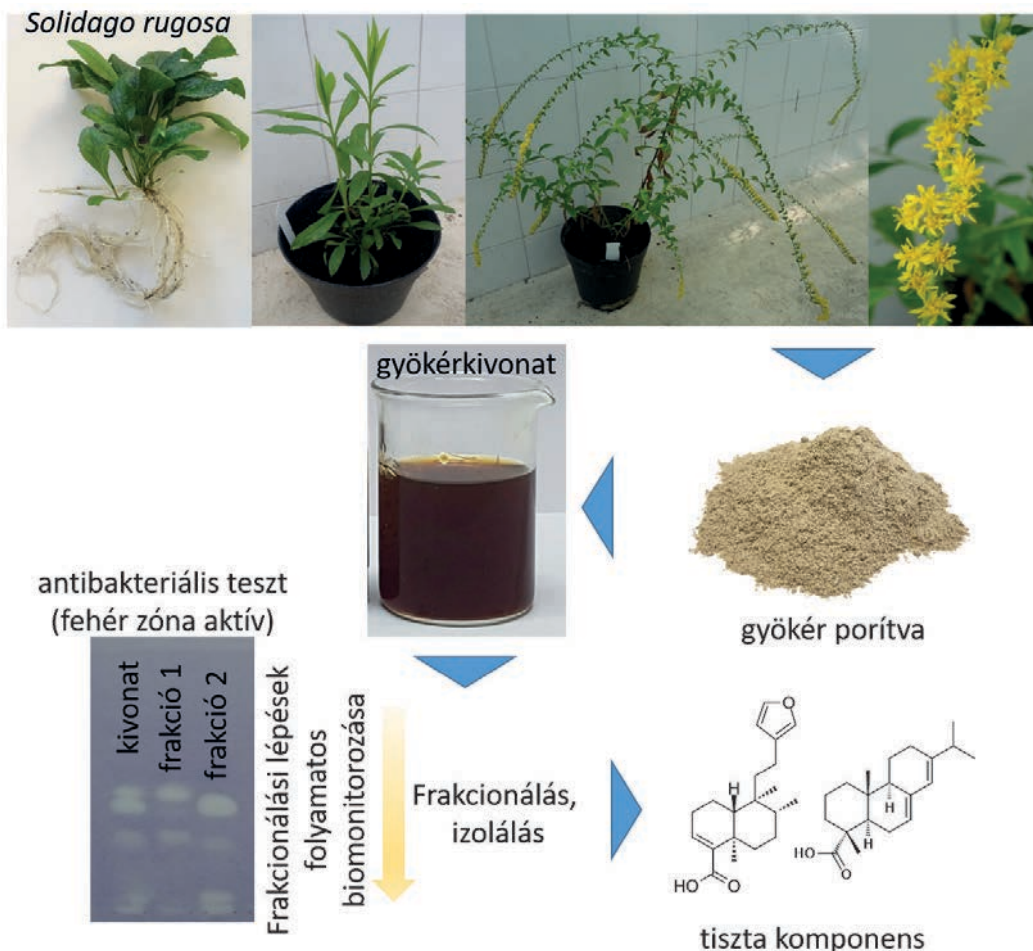 Solidago rugosa
gyökérkivonat
gyökér porítva
antibakteriális teszt
(fehér zóna aktív)
kivonat
frakció 1
frakció 2
Frakcionálási lépések
folyamatos
biomonitorozása
Frakcionálás,
izolálás
O
H
H
HO
O
H
H
HO
O
tiszta komponens